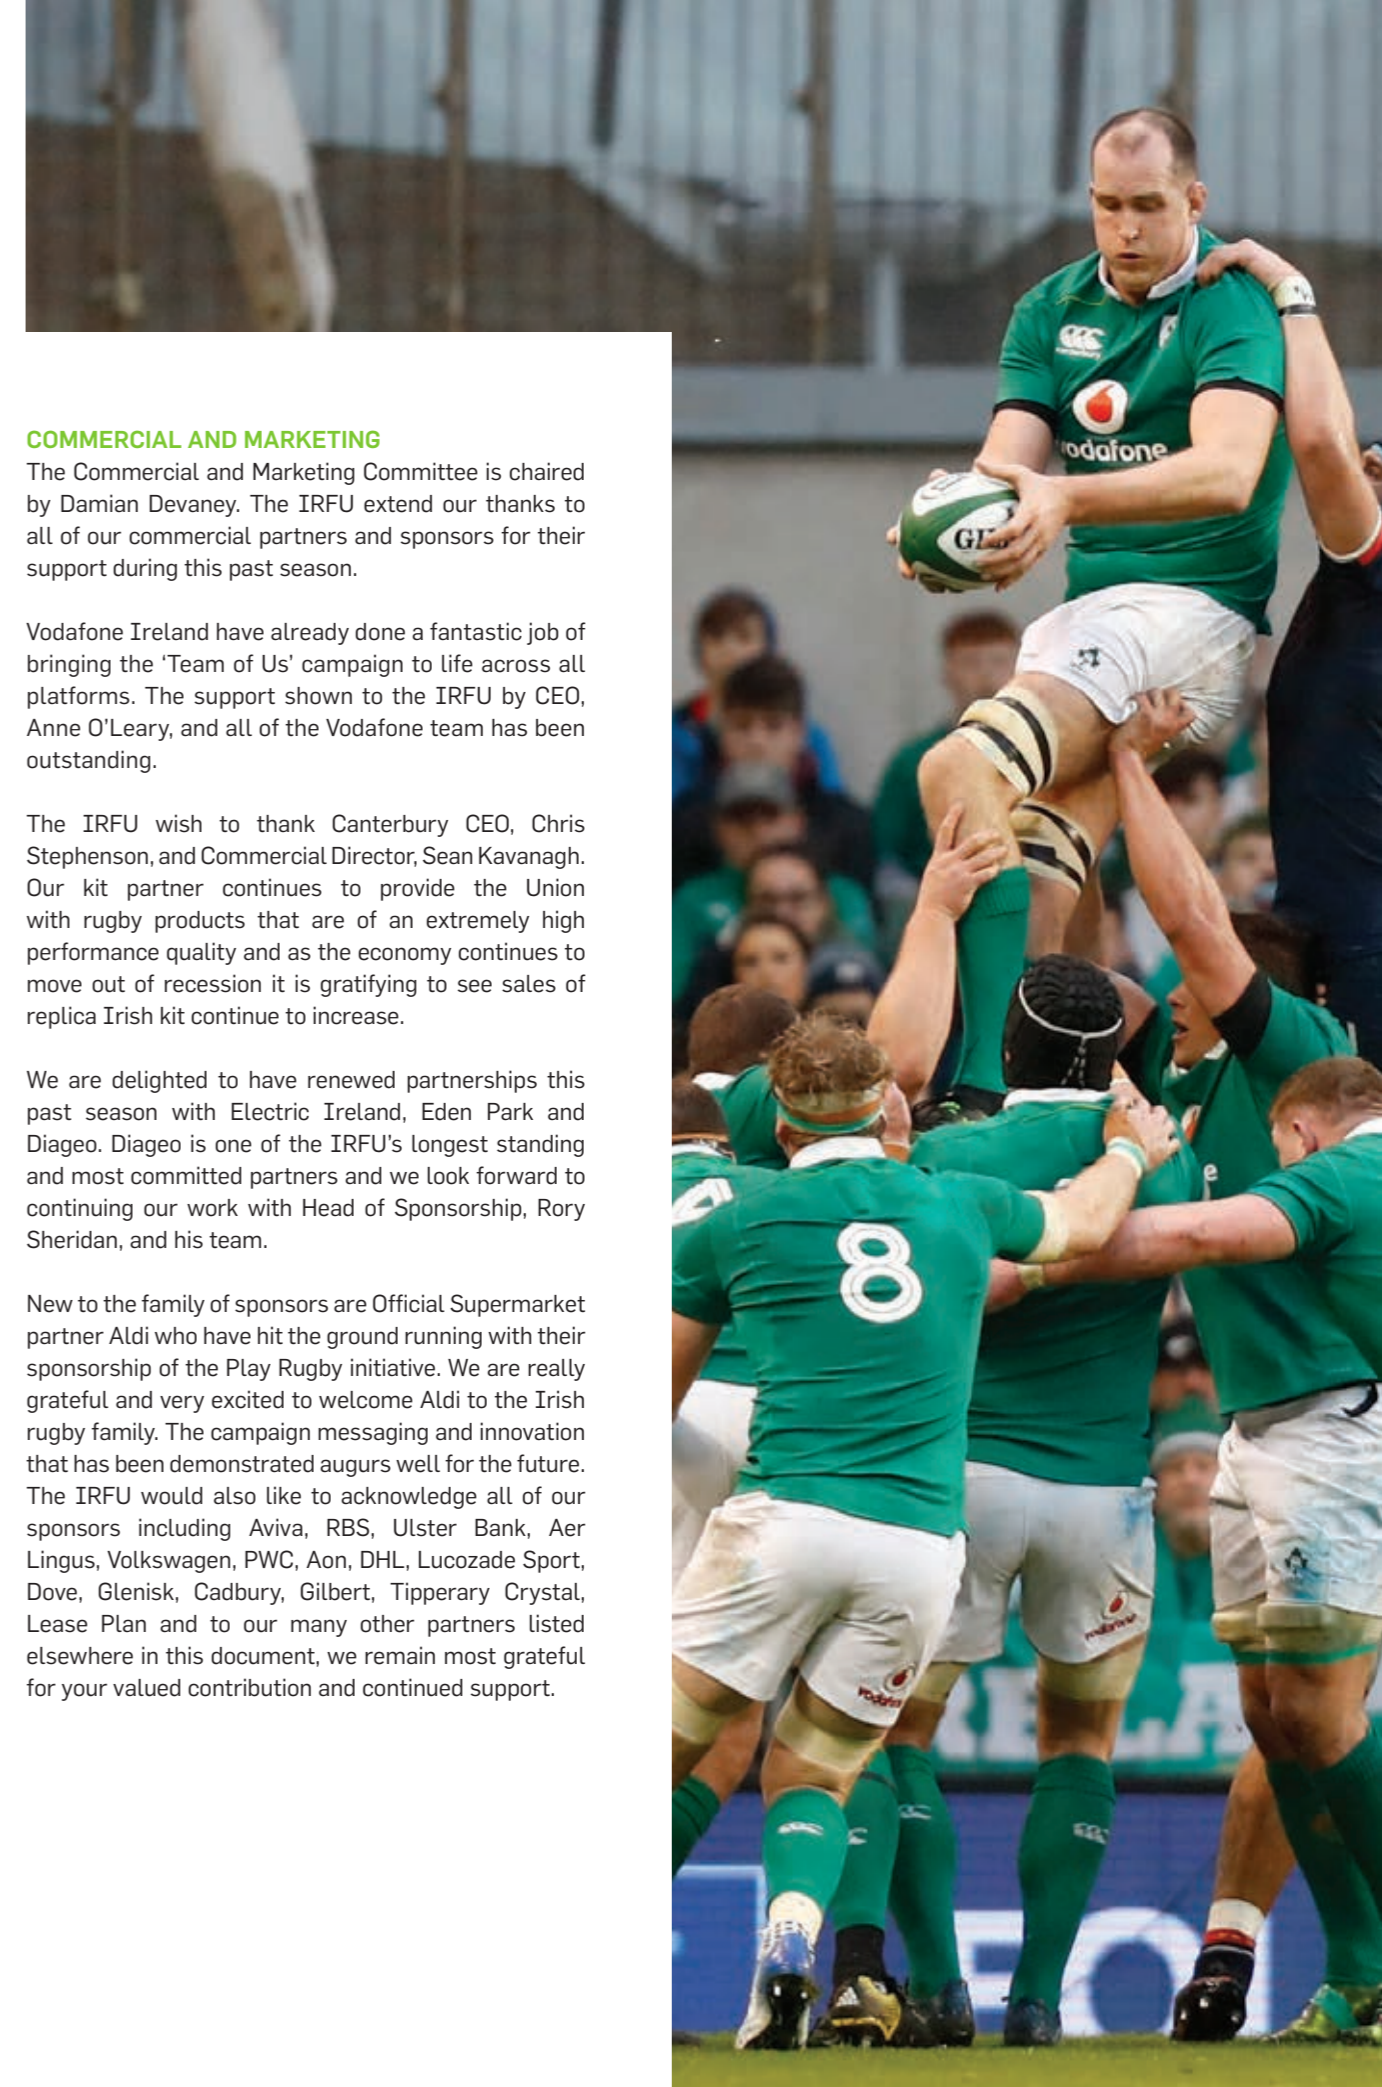 COMMERCIAL AND MARKETING
The Commercial and Marketing Committee is chaired
by Damian Devaney. The IRFU extend our thanks to
all of our commercial partners and sponsors for their
support during this past season.
Vodafone Ireland have already done a fantastic job of
bringing the ‘Team of Us’ campaign to life across all
platforms. The support shown to the IRFU by CEO,
Anne O'Leary, and all of the Vodafone team has been
outstanding.
The IRFU wish to thank Canterbury CEO, Chris
Stephenson, and Commercial Director, Sean Kavanagh.
Our kit partner continues to provide the Union
with rugby products that are of an extremely high
performance quality and as the economy continues to
move out of recession it is gratifying to see sales of
replica Irish kit continue to increase.
We are delighted to have renewed partnerships this
past season with Electric Ireland, Eden Park and
Diageo. Diageo is one of the IRFU’s longest standing
and most committed partners and we look forward to
continuing our work with Head of Sponsorship, Rory
Sheridan, and his team.
New to the family of sponsors are Official Supermarket
partner Aldi who have hit the ground running with their
sponsorship of the Play Rugby initiative. We are really
grateful and very excited to welcome Aldi to the Irish
rugby family. The campaign messaging and innovation
that has been demonstrated augurs well for the future.
The IRFU would also like to acknowledge all of our
sponsors including Aviva, RBS, Ulster Bank, Aer
Lingus, Volkswagen, PWC, Aon, DHL, Lucozade Sport,
Dove, Glenisk, Cadbury, Gilbert, Tipperary Crystal,
Lease Plan and to our many other partners listed
elsewhere in this document, we remain most grateful
for your valued contribution and continued support.
canterbury
vodafone
8
vodafone
vodafone